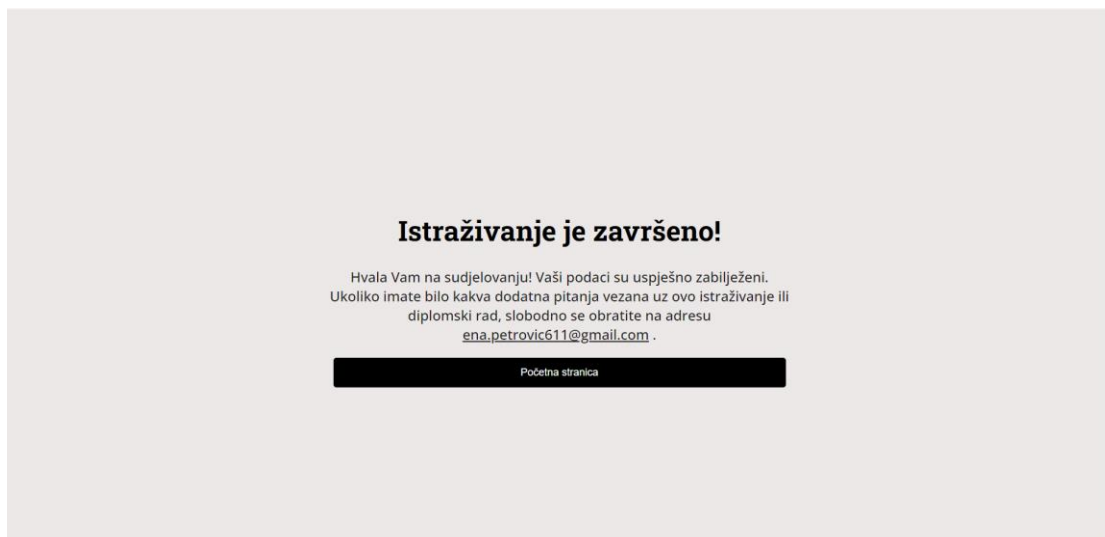 Istraživanje je završeno!
Hvala Vam na sudjelovanju! Vaši podaci su uspješno zabilježeni.
Ukoliko imate bilo kakva dodatna pitanja vezana uz ovo istraživanje ili
diplomski rad, slobodno se obratite na adresu
ena.petrovic611@gmail.com .
Početna stranica